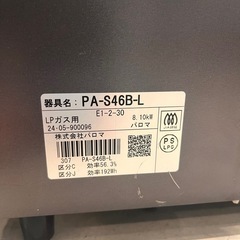 器具名：PA-S46B-L
E1-2-30
LPガス用 8.10kW
24-05-900096 パロマ
株式会社パロマ
307 PA-S46B-L
区分C 効率56.3%
区分J 効率192Wh
PS
LPG